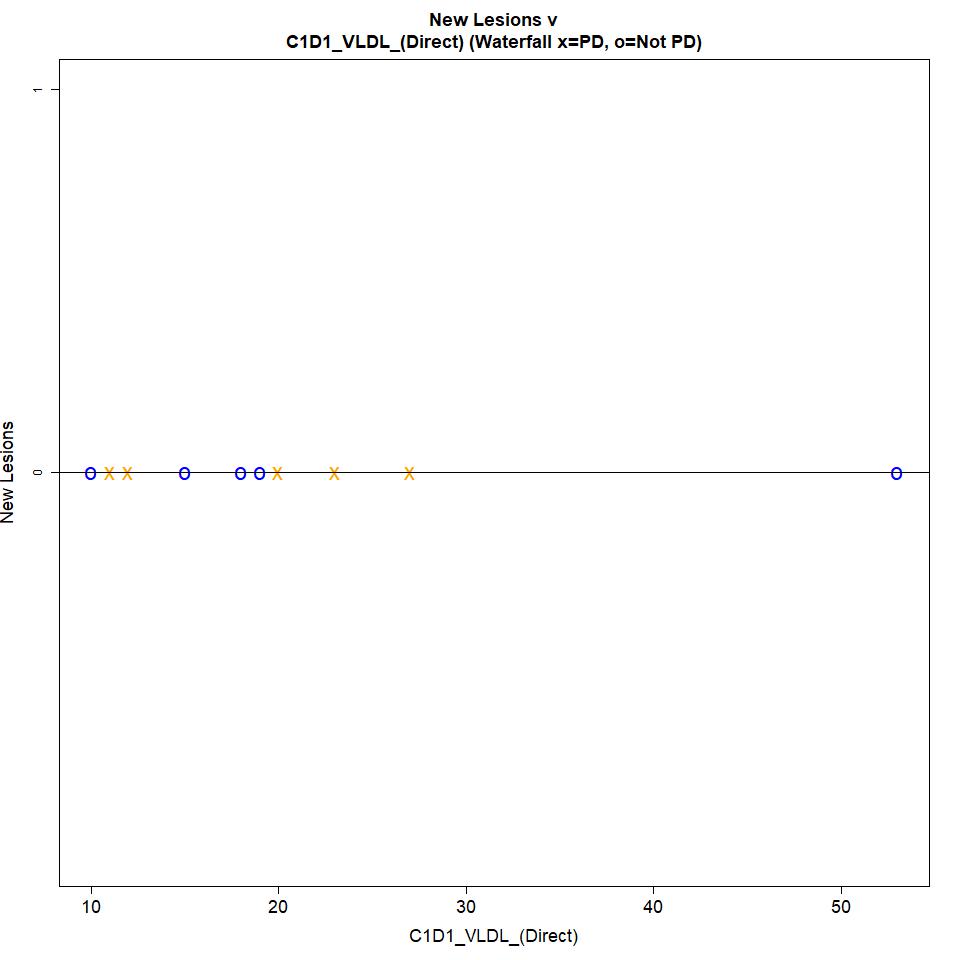 New Lesions v
C1D1_VLDL_(Direct) (Waterfall x=PD, o=Not PD)
1
New Lesions
0
o x x o o o x x x o
10 20 30 40 50
C1D1_VLDL_(Direct)